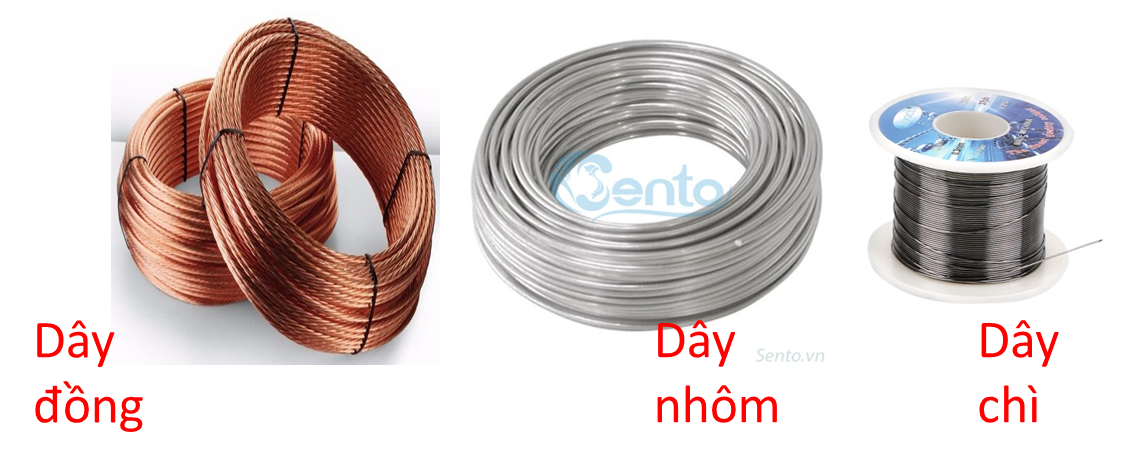 Sento
Sento.vn
Dây
đồng
Dây
nhôm
Dây
chì